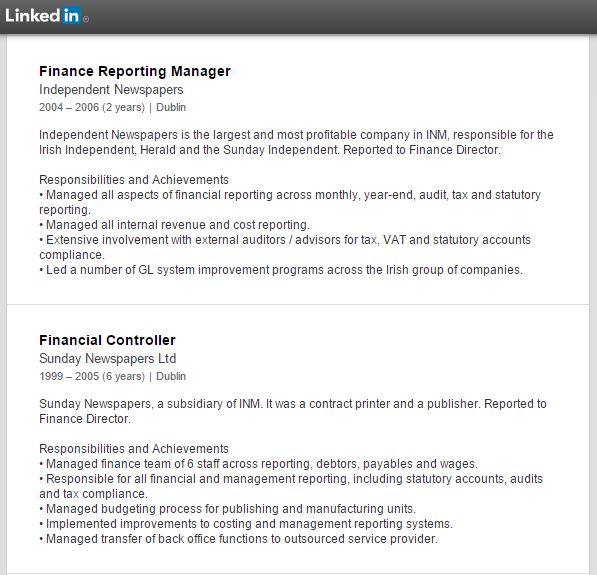 Linked in ®
Finance Reporting Manager
Independent Newspapers
2004 – 2006 (2 years) | Dublin
Independent Newspapers is the largest and most profitable company in INM, responsible for the
Irish Independent, Herald and the Sunday Independent. Reported to Finance Director.
Responsibilities and Achievements
• Managed all aspects of financial reporting across monthly, year-end, audit, tax and statutory
reporting.
• Managed all internal revenue and cost reporting.
• Extensive involvement with external auditors / advisors for tax, VAT and statutory accounts
compliance.
• Led a number of GL system improvement programs across the Irish group of companies.
Financial Controller
Sunday Newspapers Ltd
1999 – 2005 (6 years) | Dublin
Sunday Newspapers, a subsidiary of INM. It was a contract printer and a publisher. Reported to
Finance Director.
Responsibilities and Achievements
• Managed finance team of 6 staff across reporting, debtors, payables and wages.
• Responsible for all financial and management reporting, including statutory accounts, audits
and tax compliance.
• Managed budgeting process for publishing and manufacturing units.
• Implemented improvements to costing and management reporting systems.
• Managed transfer of back office functions to outsourced service provider.